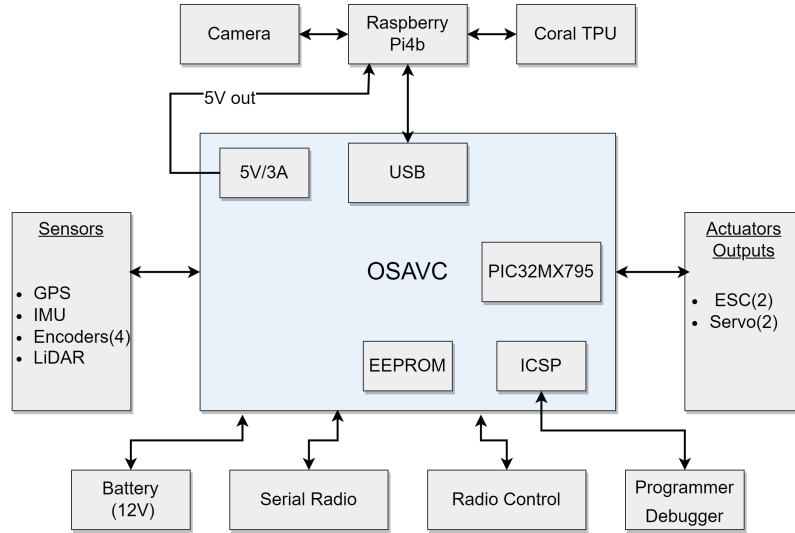 Camera
Raspberry
Pi4b
Coral TPU
5V out
5V/3A
USB
Sensors
• GPS
• IMU
• Encoders(4)
• LiDAR
OSAVC
PIC32MX795
EEPROM
ICSP
Actuators
Outputs
• ESC(2)
• Servo(2)
Battery
(12V)
Serial Radio
Radio Control
Programmer
Debugger